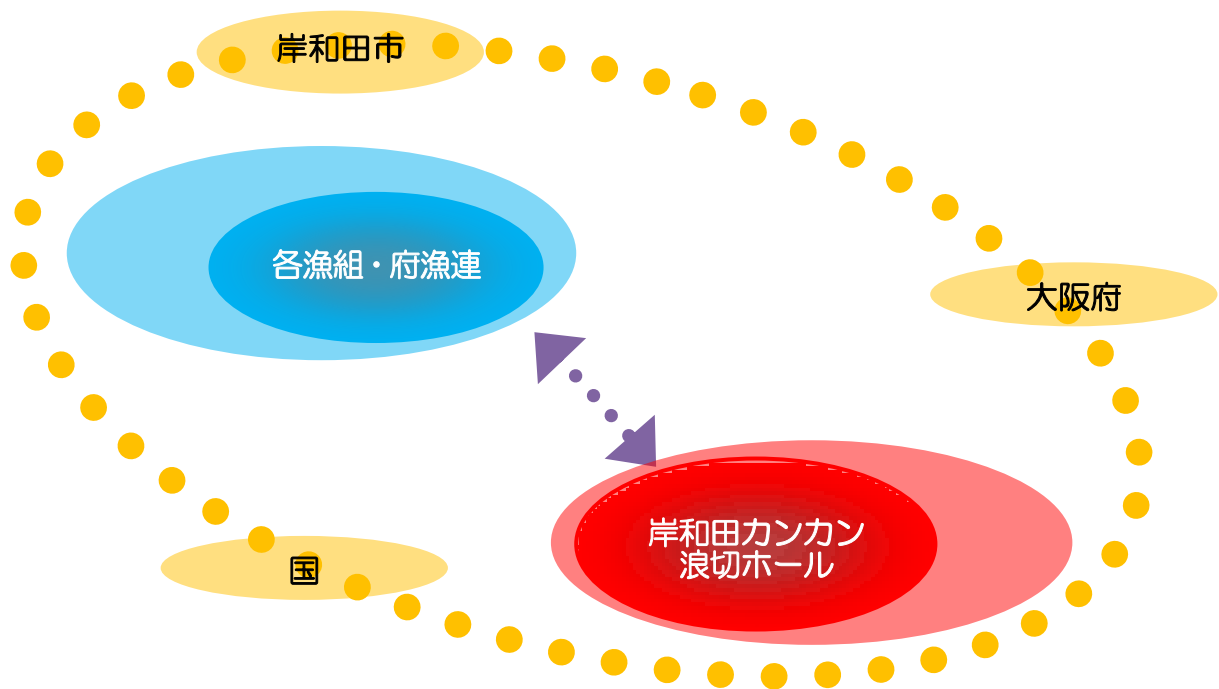 岸和田市
各漁組・府漁連
大阪府
岸和田カンカン
浪切ホール
国